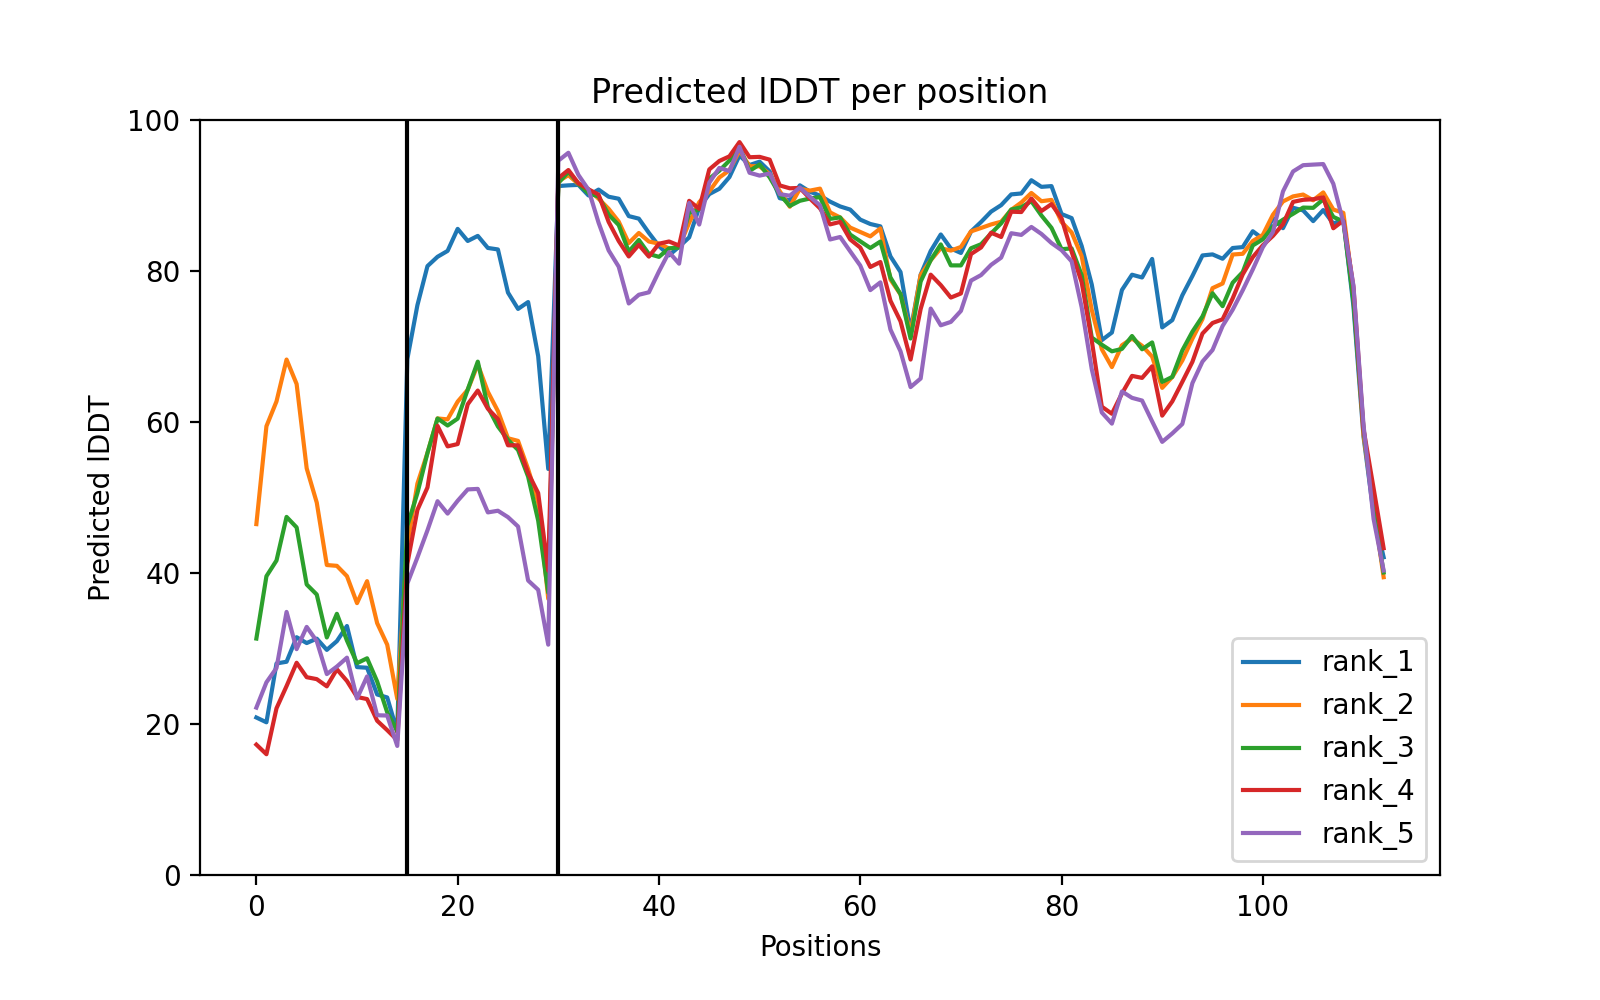 Predicted lDDT per position
100
80
60
40
20
0
Predicted lDDT
0 20 40 60 80 100
Positions
rank_1
rank_2
rank_3
rank_4
rank_5